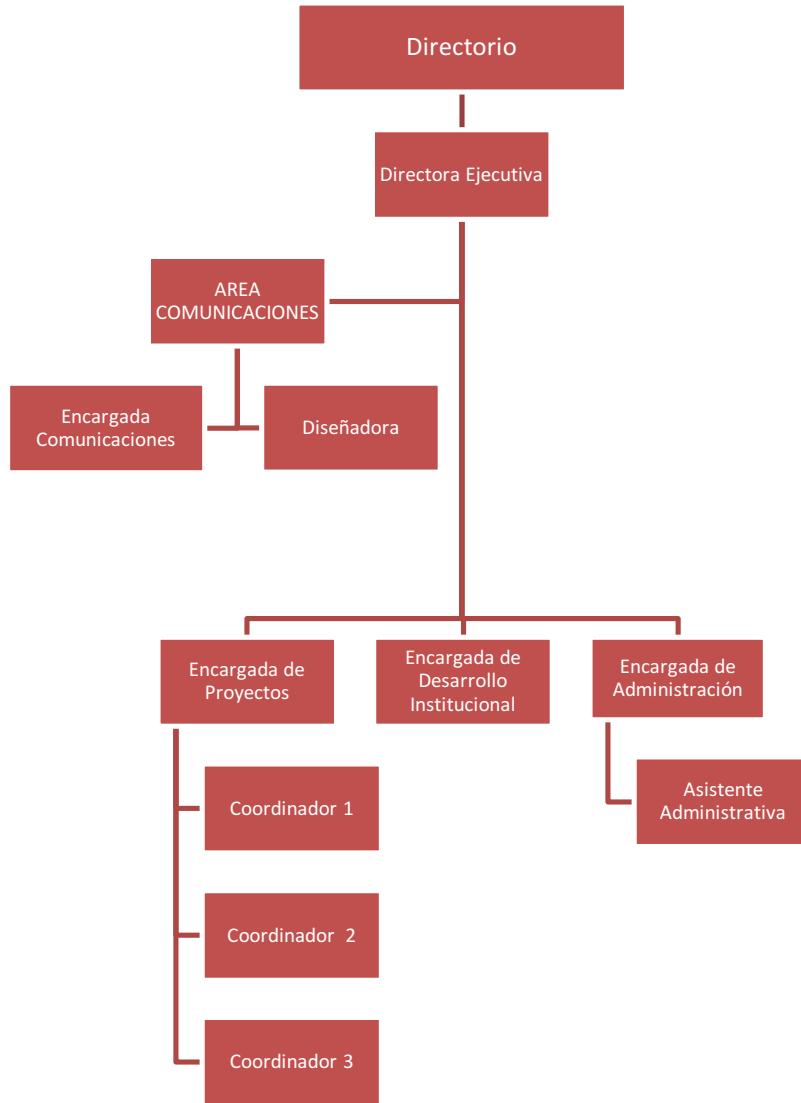 Directorio
Directora Ejecutiva
AREA
COMUNICACIONES
Encargada
Comunicaciones
Diseñadora
Encargada de
Proyectos
Encargada de
Desarrollo
Institucional
Encargada de
Administración
Coordinador 1
Asistente
Administrativa
Coordinador  2
Coordinador 3